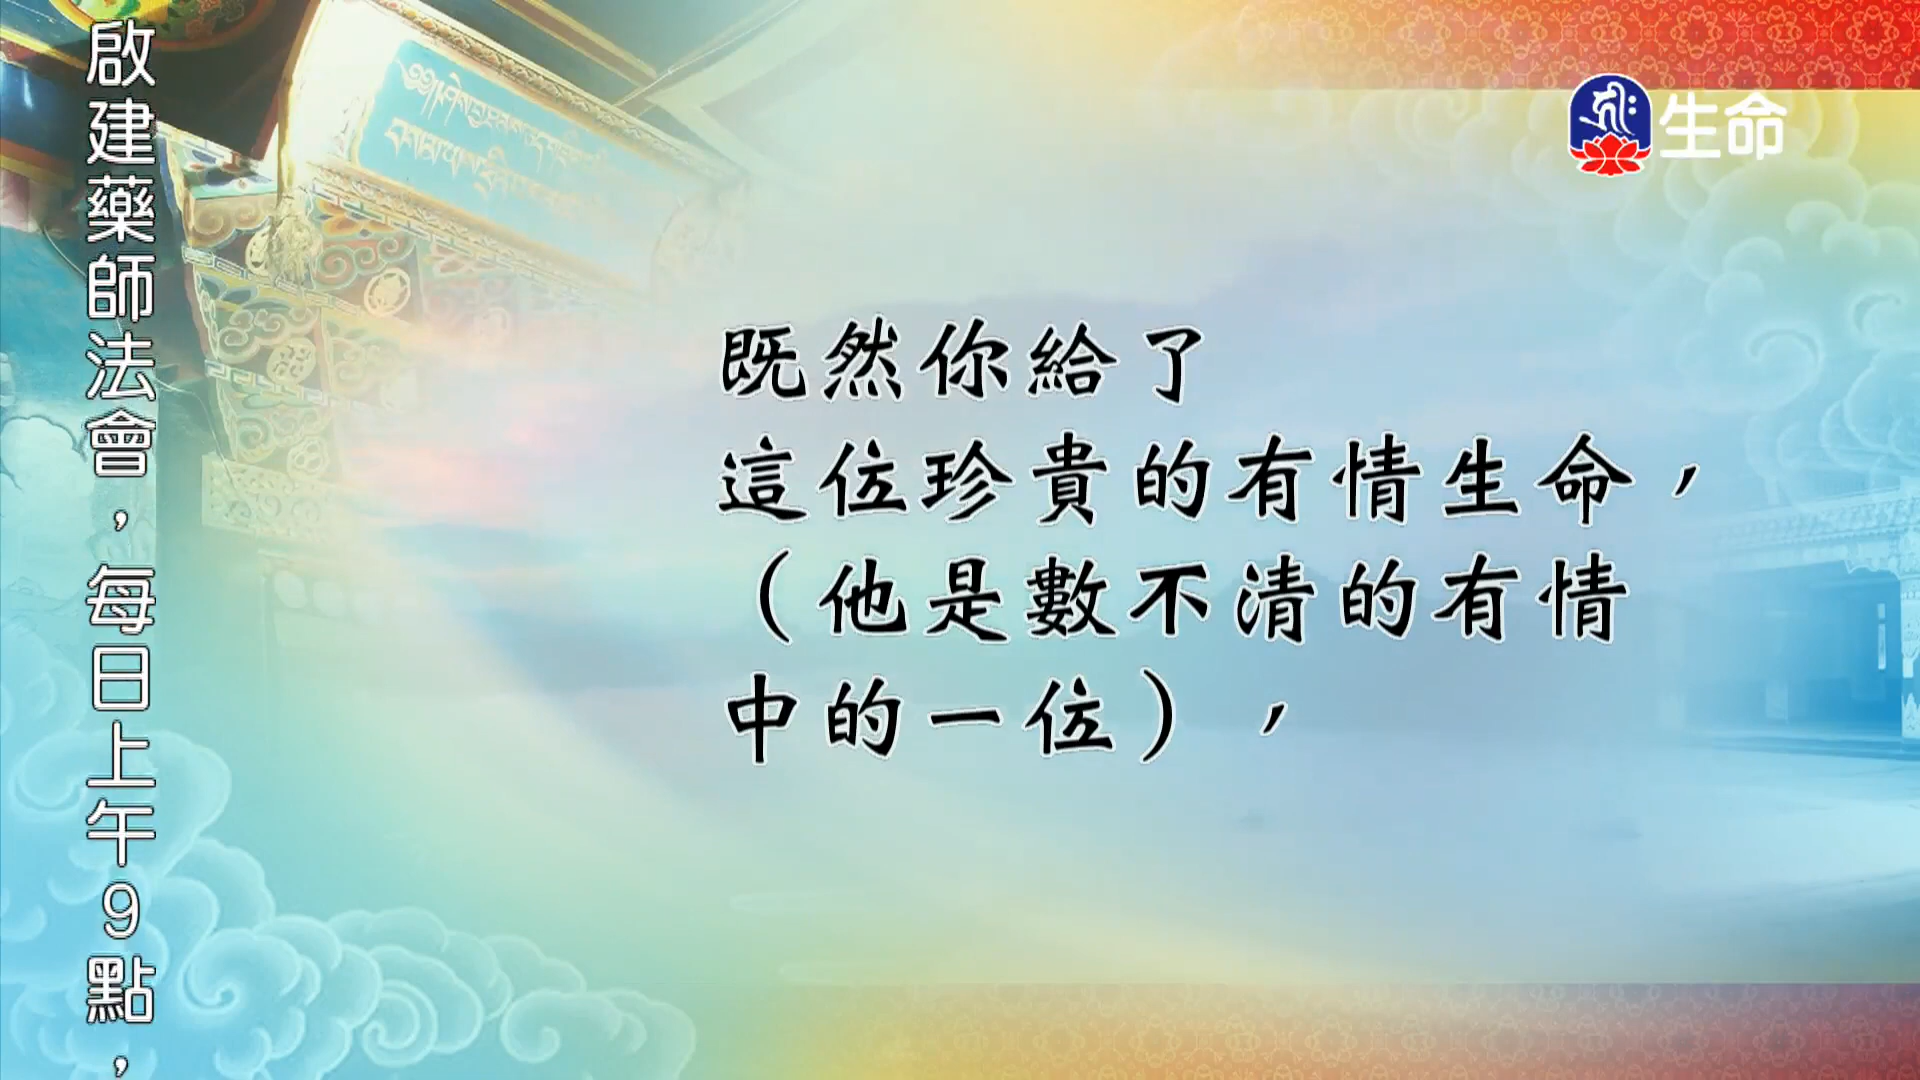 啟建藥師法會，每日上午9點，
生命
既然你給了
這位珍貴的有情生命，
（他是數不清的有情
中的一位），